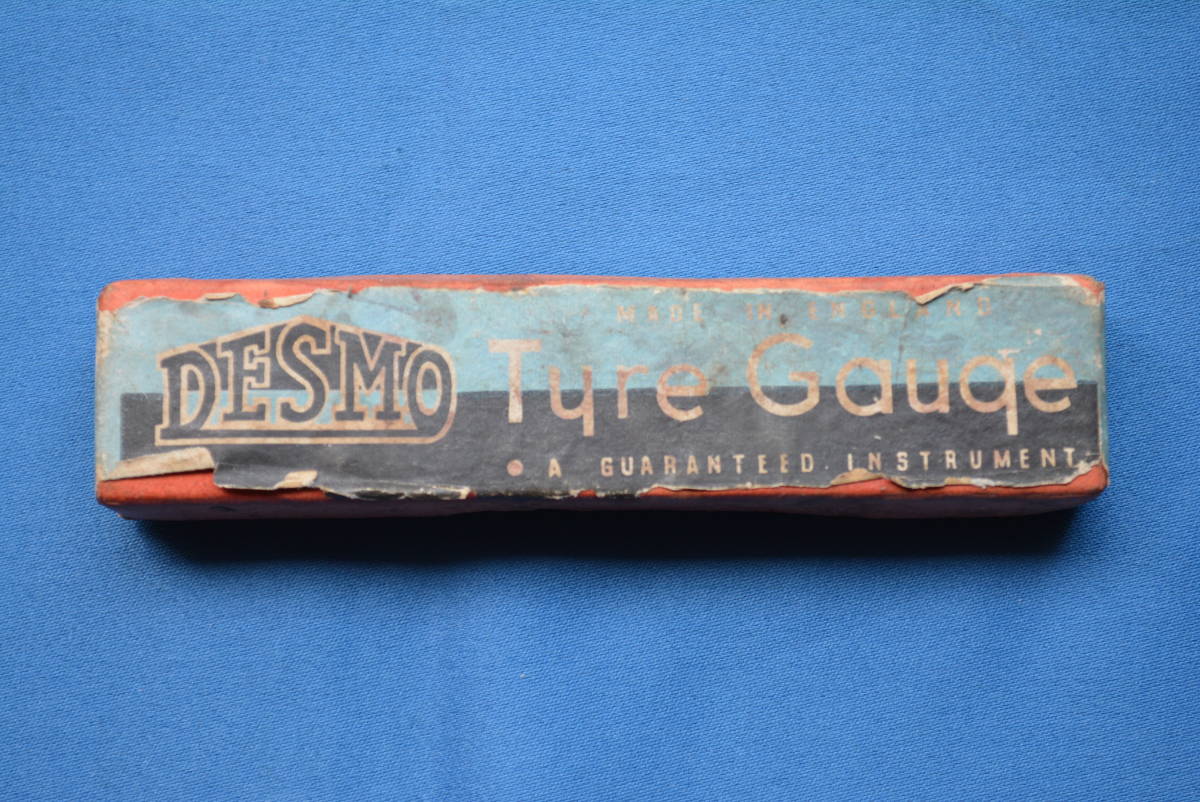 MADE IN ENGLAND
DESMO Tyre Gauge
• A GUARANTEED INSTRUMENT